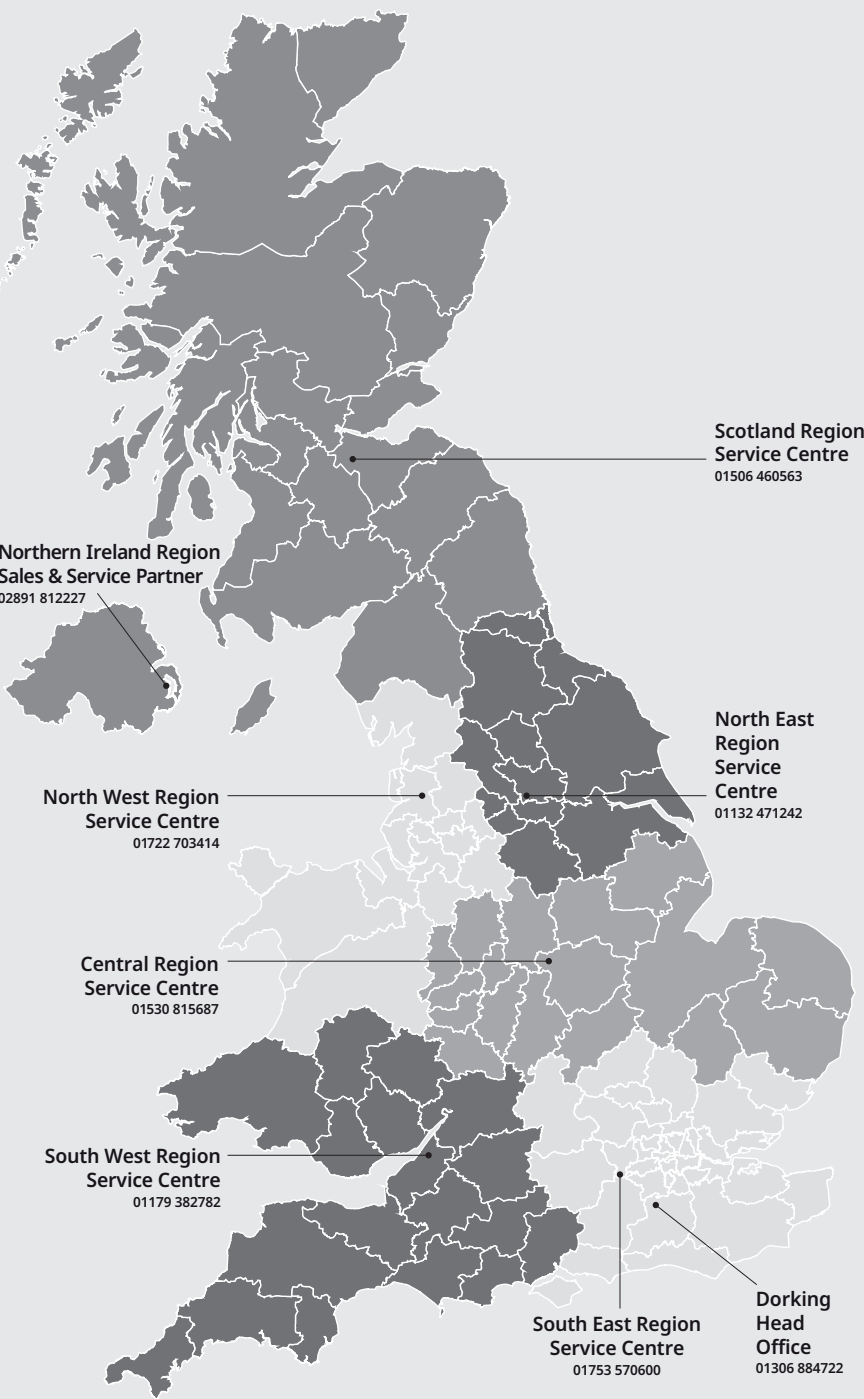 Scotland Region
Service Centre
01506 460563
Northern Ireland Region
Sales & Service Partner
02891 812227
North East
Region
Service
Centre
01132 471242
North West Region
Service Centre
01722 703414
Central Region
Service Centre
01530 815687
South West Region
Service Centre
01179 382782
South East Region
Service Centre
01753 570600
Dorking
Head
Office
01306 884722